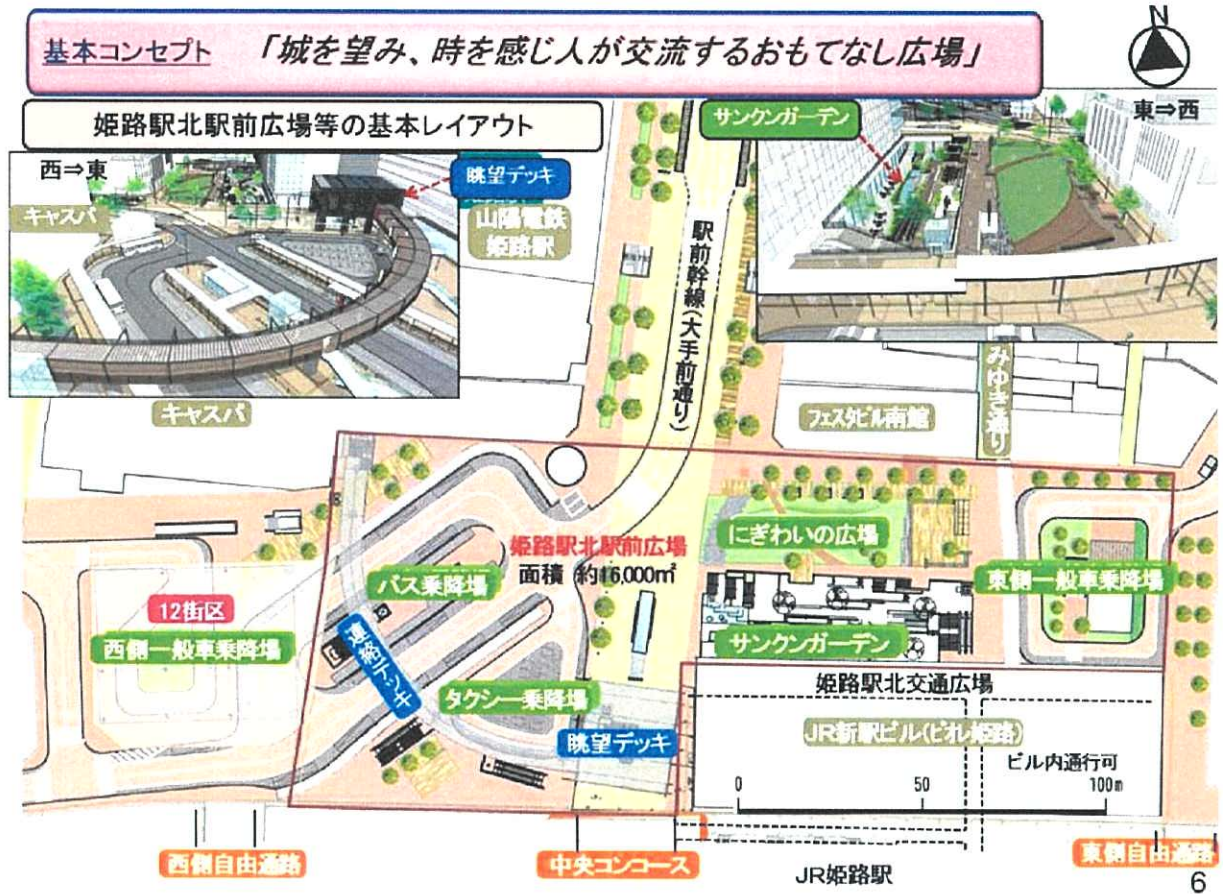 N
基本コンセプト 「城を望み、時を感じ人が交流するおもてなし広場」
姫路駅北駅前広場等の基本レイアウト
西⇒東
眺望デッキ
キャスパ
山陽電鉄
姫路駅
サンクンガーデン
東⇒西
駅前幹線(大手前通り)
みゆき通り
キャスパ
フェスタビル南館
姫路駅北駅前広場
面積 約16,000㎡
にぎわいの広場
バス乗降場
東側一般車乗降場
12街区
西側一般車乗降場
連絡デッキ
サンクンガーデン
タクシー乗降場
眺望デッキ
姫路駅北交通広場
JR新駅ビル(ピオレ姫路)
ビル内通行可
0 50 100m
西側自由通路
中央コンコース
JR姫路駅
東側自由通路
6